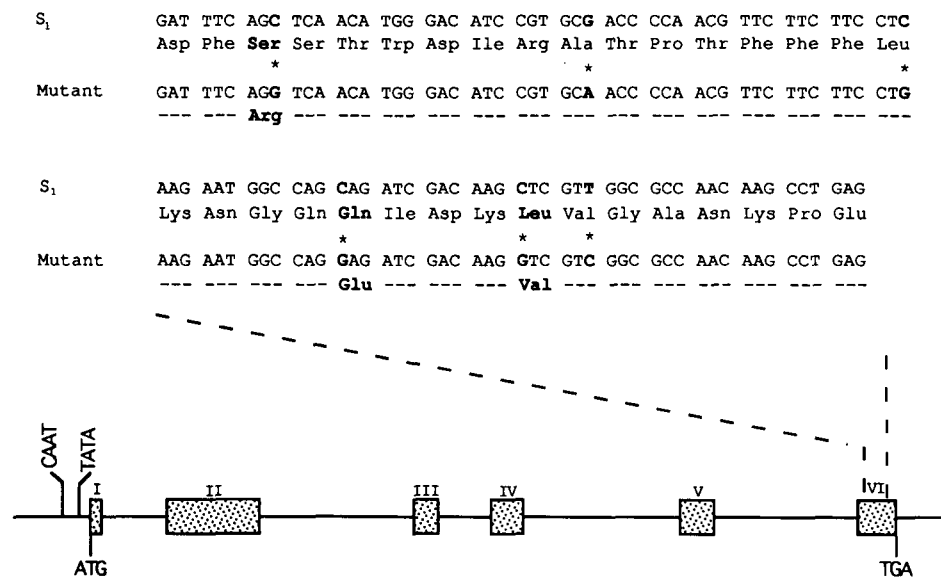 S₁ GAT TTC AGC TCA ACA TGG GAC ATC CGT GCG ACC CCA ACG TTC TTC TTC CTC
Asp Phe Ser Ser Thr Trp Asp Ile Arg Ala Thr Pro Thr Phe Phe Phe Leu
* * *
Mutant GAT TTC AGG TCA ACA TGG GAC ATC CGT GCA ACC CCA ACG TTC TTC TTC CTG
--- --- Arg --- --- --- --- --- --- --- --- --- --- --- --- --- ---
S₁ AAG AAT GGC CAG CAG ATC GAC AAG CTC GTT GGC GCC AAC AAG CCT GAG
Lys Asn Gly Gln Gln Ile Asp Lys Leu Val Gly Ala Asn Lys Pro Glu
* * *
Mutant AAG AAT GGC CAG GAG ATC GAC AAG GTC GTC GGC GCC AAC AAG CCT GAG
--- --- --- --- Glu --- --- --- Val --- --- --- --- --- --- ---
CAAT TATA
I II III IV V VI
ATG TGA